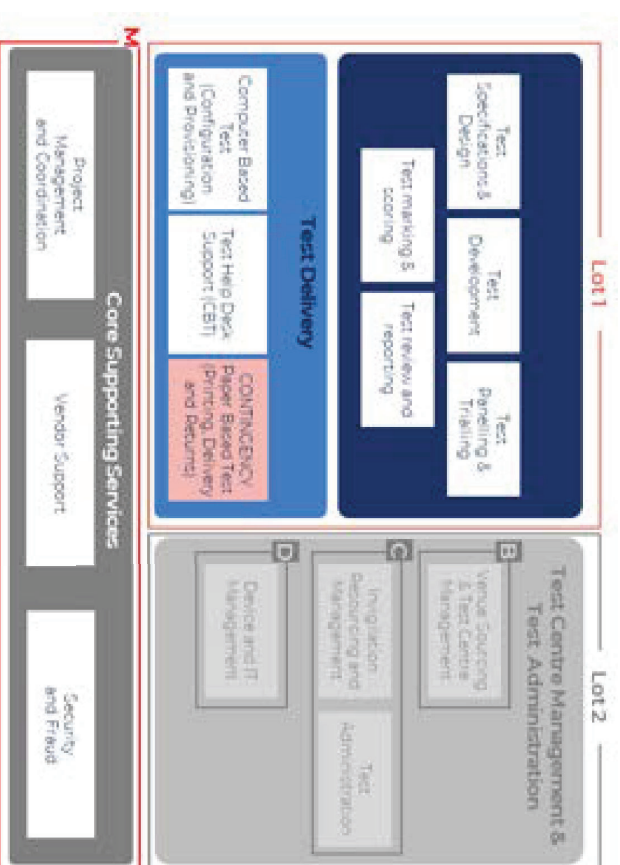 Lot 1
Test
Specifications &
Design
Test
Development
Test
Panelling &
Trialling
Test marking &
scoring
Test review and
reporting
Test Delivery
Computer Based
Test
(Configuration
and Provisioning)
Test Help Desk
Support (CBT)
CONTINGENCY
Paper Based Test
(Printing, Delivery
and Returns)
Lot 2
Test Centre Management &
Test Administration
B
Venue Sourcing
& Test Centre
Management
C
Invigilation
Resourcing and
Management
Test
Administration
D
Device and IT
Management
M
Core Supporting Services
Project
Management
and Coordination
Vendor Support
Security
and Fraud